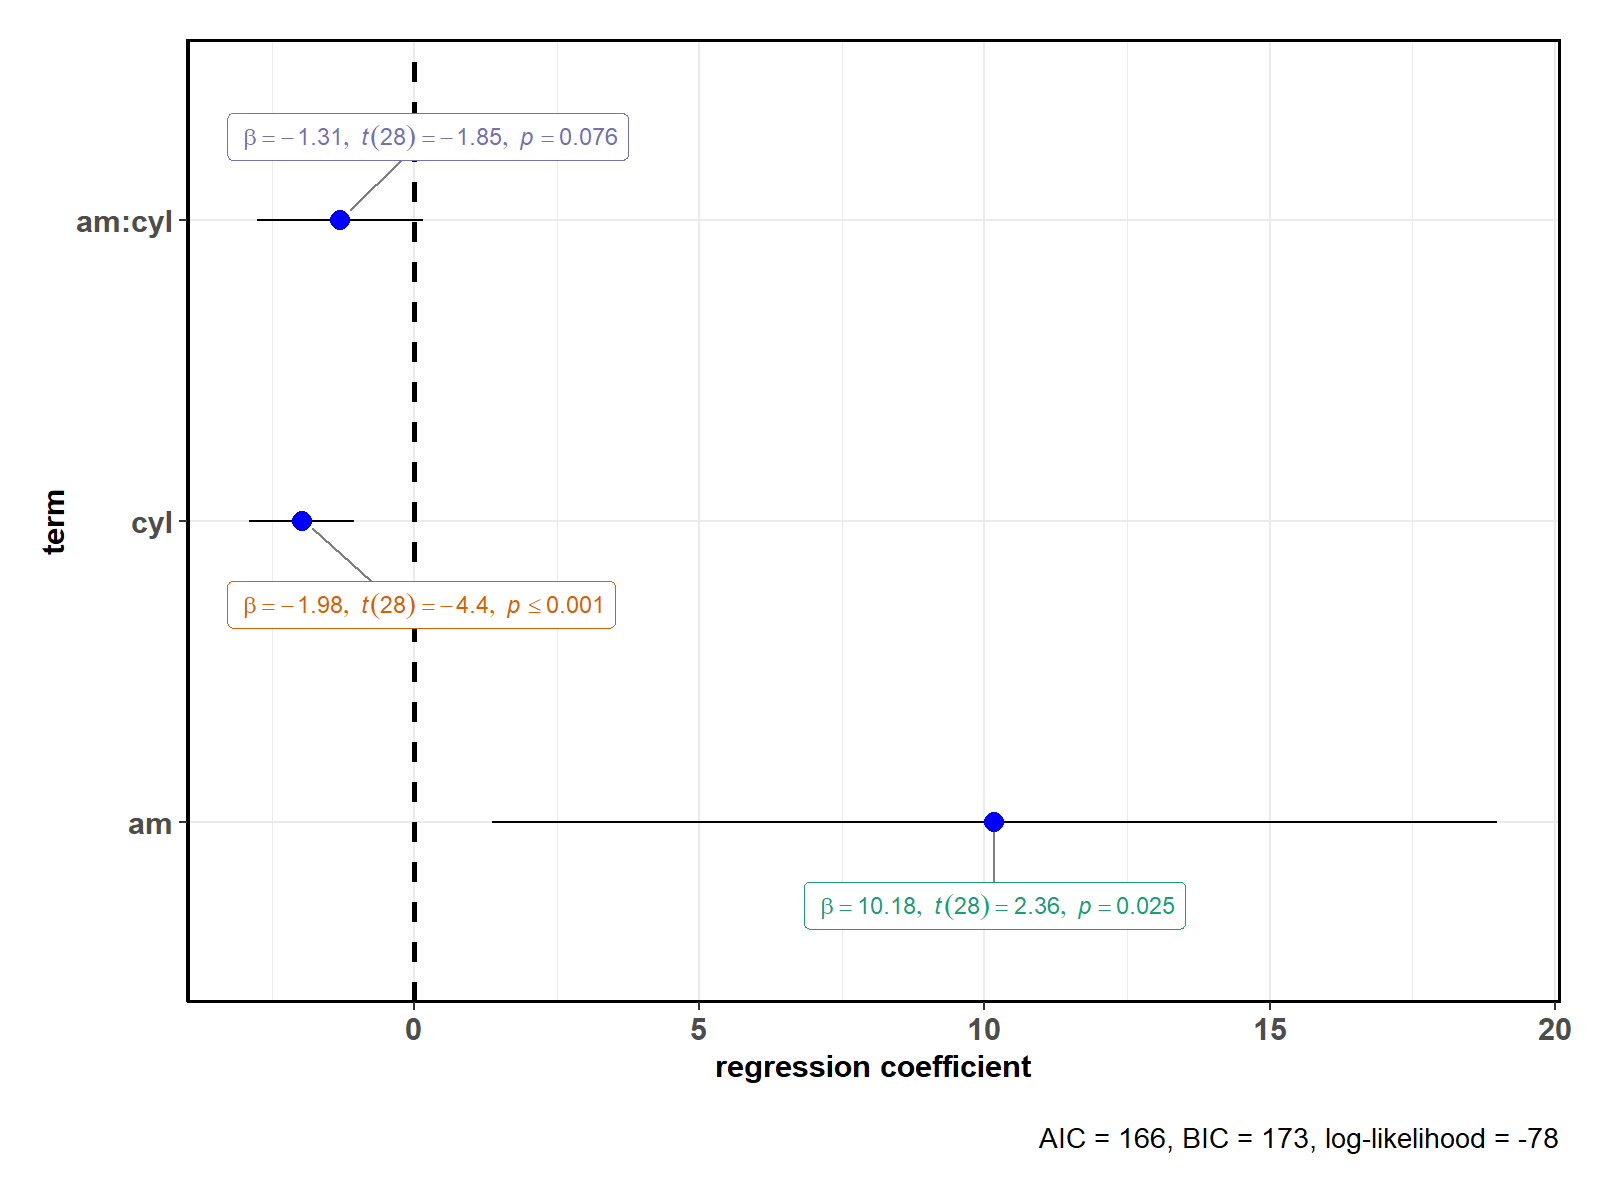 β = −1.31, t(28) = −1.85, p = 0.076
am:cyl
term
cyl
β = −1.98, t(28) = −4.4, p ≤ 0.001
am
β = 10.18, t(28) = 2.36, p = 0.025
0 5 10 15 20
regression coefficient
AIC = 166, BIC = 173, log-likelihood = -78